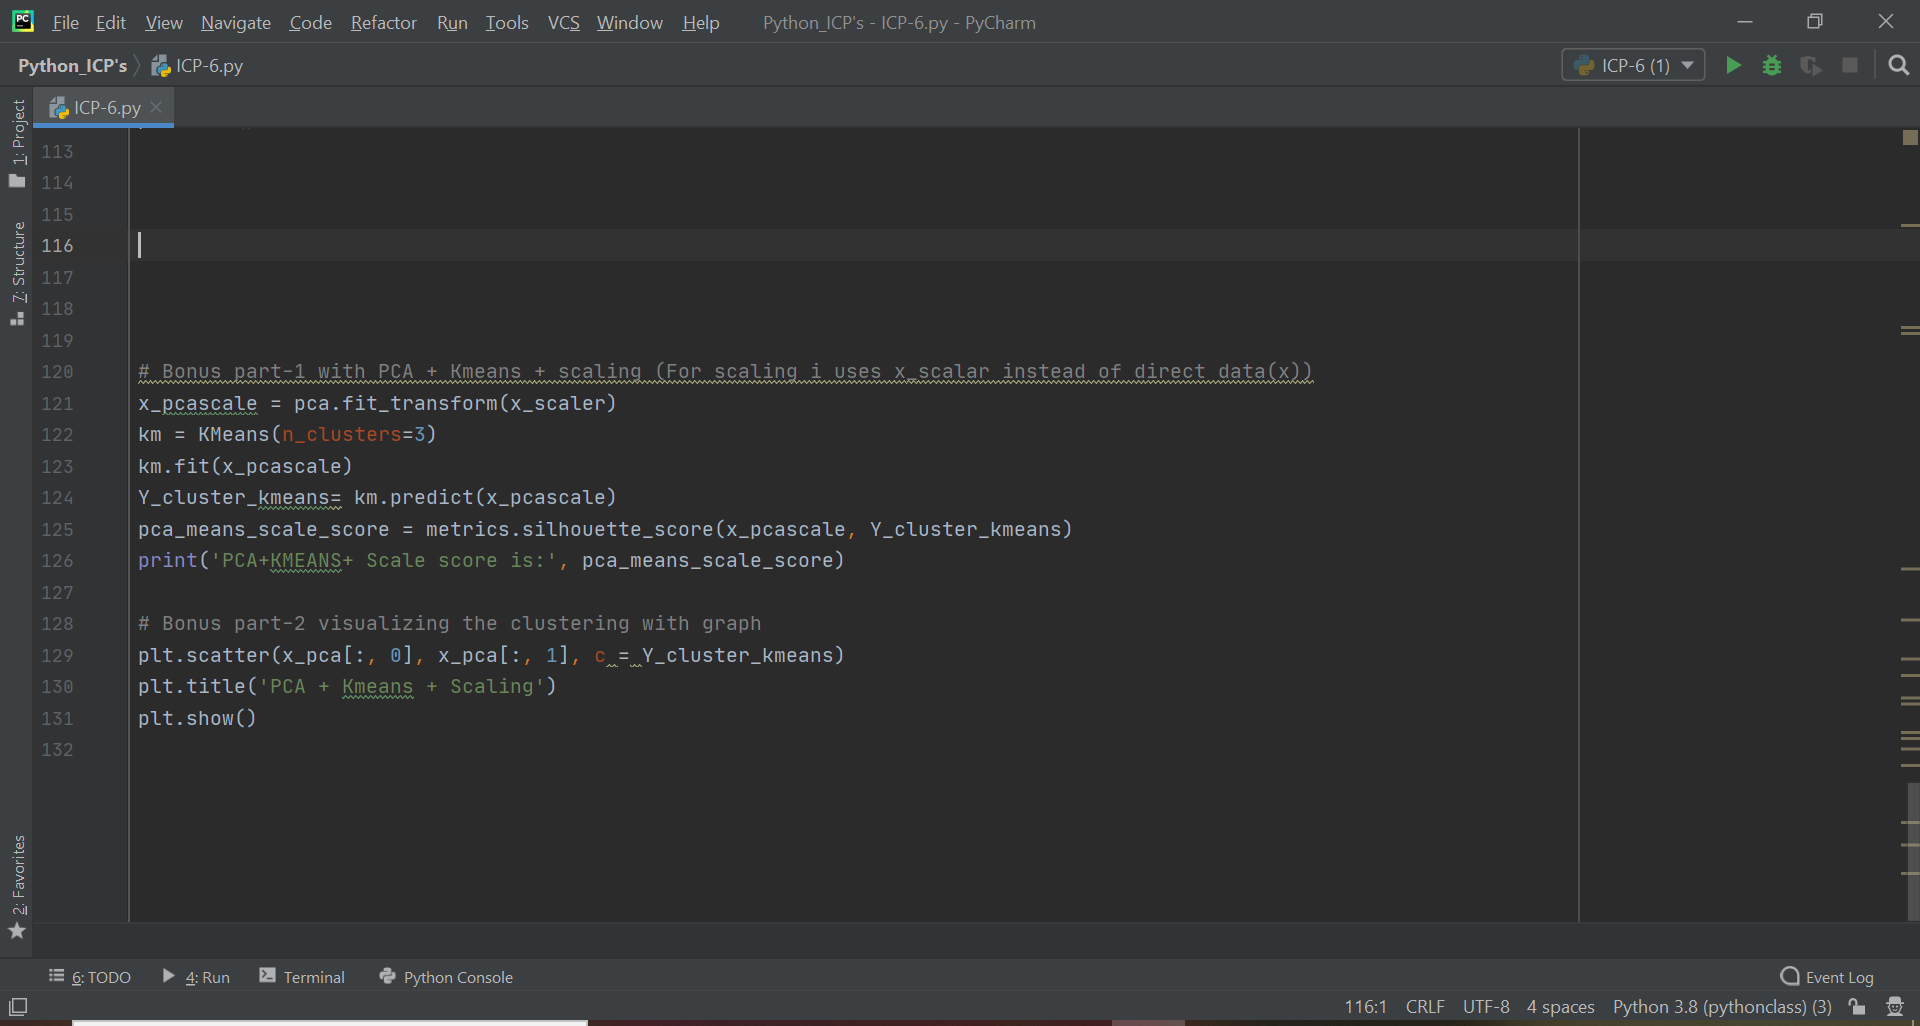 PC File Edit View Navigate Code Refactor Run Tools VCS Window Help Python_ICP's - ICP-6.py - PyCharm
Python_ICP's ICP-6.py ICP-6 (1)
ICP-6.py
1: Project
7: Structure
2: Favorites
113
114
115
116
117
118
119
120 # Bonus part-1 with PCA + Kmeans + scaling (For scaling i uses x_scalar instead of direct data(x))
121 x_pcascale = pca.fit_transform(x_scaler)
122 km = KMeans(n_clusters=3)
123 km.fit(x_pcascale)
124 Y_cluster_kmeans= km.predict(x_pcascale)
125 pca_means_scale_score = metrics.silhouette_score(x_pcascale, Y_cluster_kmeans)
126 print('PCA+KMEANS+ Scale score is:', pca_means_scale_score)
127
128 # Bonus part-2 visualizing the clustering with graph
129 plt.scatter(x_pca[:, 0], x_pca[:, 1], c = Y_cluster_kmeans)
130 plt.title('PCA + Kmeans + Scaling')
131 plt.show()
132
6: TODO 4: Run Terminal Python Console Event Log
116:1 CRLF UTF-8 4 spaces Python 3.8 (pythonclass) (3)